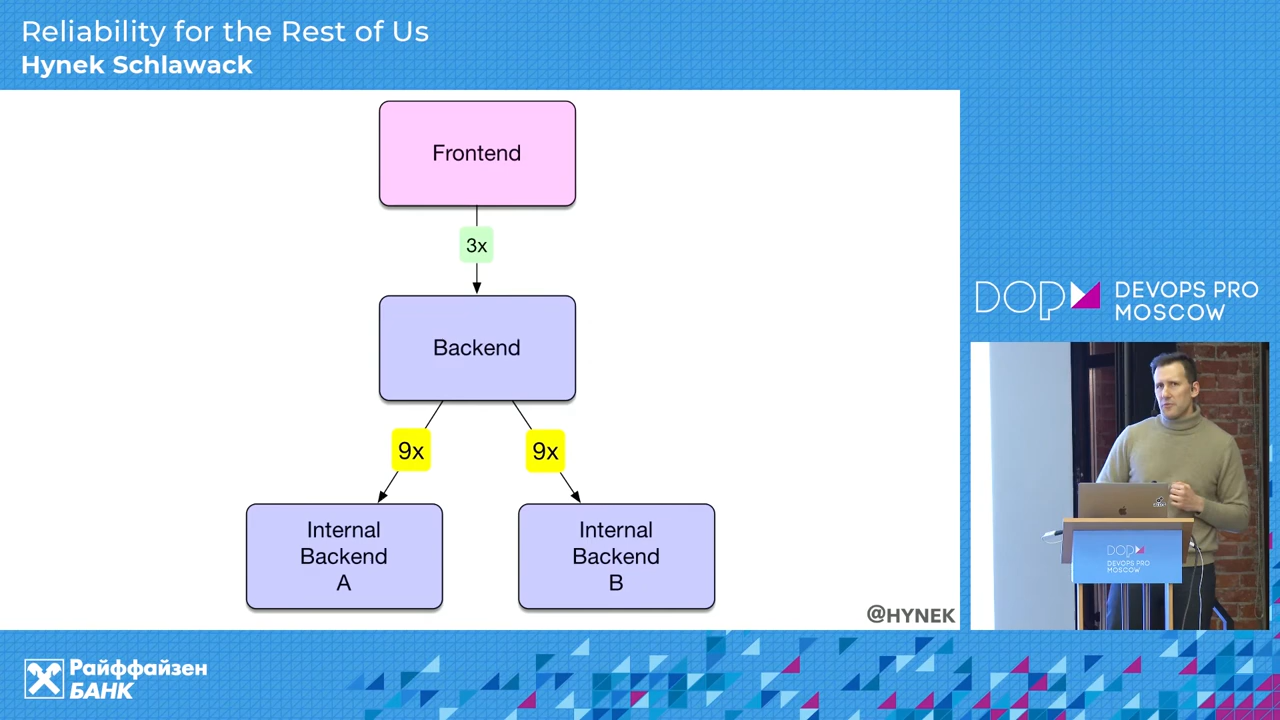 Reliability for the Rest of Us
Hynek Schlawack
Frontend
3x
Backend
9x
9x
Internal
Backend
A
Internal
Backend
B
@HYNEK
DOP
DEVOPS PRO
MOSCOW
DOP
DEVOPS PRO
MOSCOW
Райффайзен
БАНК